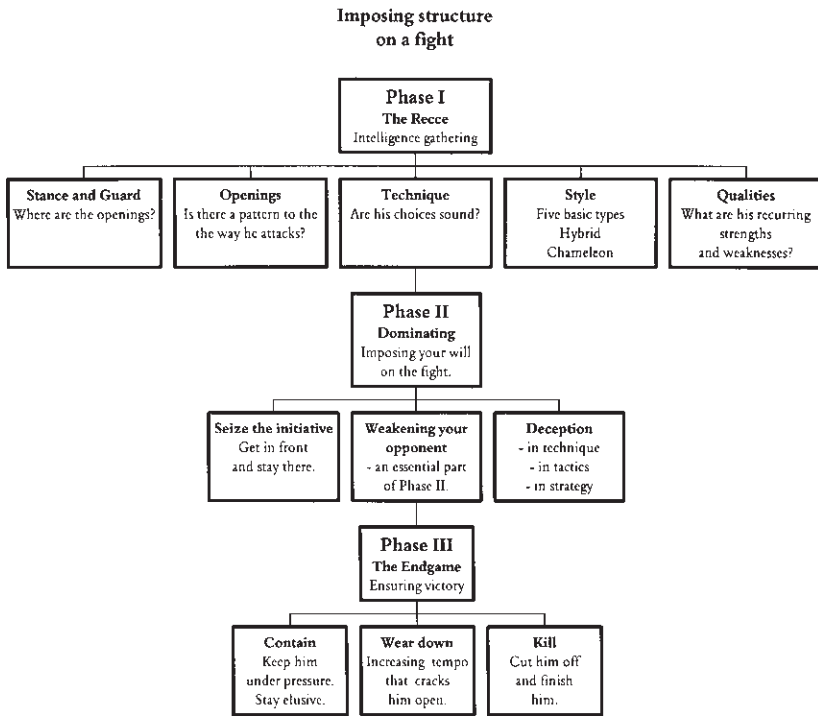 Imposing structure
on a fight
Phase I
The Recce
Intelligence gathering
Stance and Guard
Where are the openings?
Openings
Is there a pattern to the
the way he attacks?
Technique
Are his choices sound?
Style
Five basic types
Hybrid
Chameleon
Qualities
What are his recurring
strengths
and weaknesses?
Phase II
Dominating
Imposing your will
on the fight.
Seize the initiative
Get in front
and stay there.
Weakening your
opponent
- an essential part
of Phase II.
Deception
- in technique
- in tactics
- in strategy
Phase III
The Endgame
Ensuring victory
Contain
Keep him
under pressure.
Stay elusive.
Wear down
Increasing tempo
that cracks
him open.
Kill
Cut him off
and finish
him.